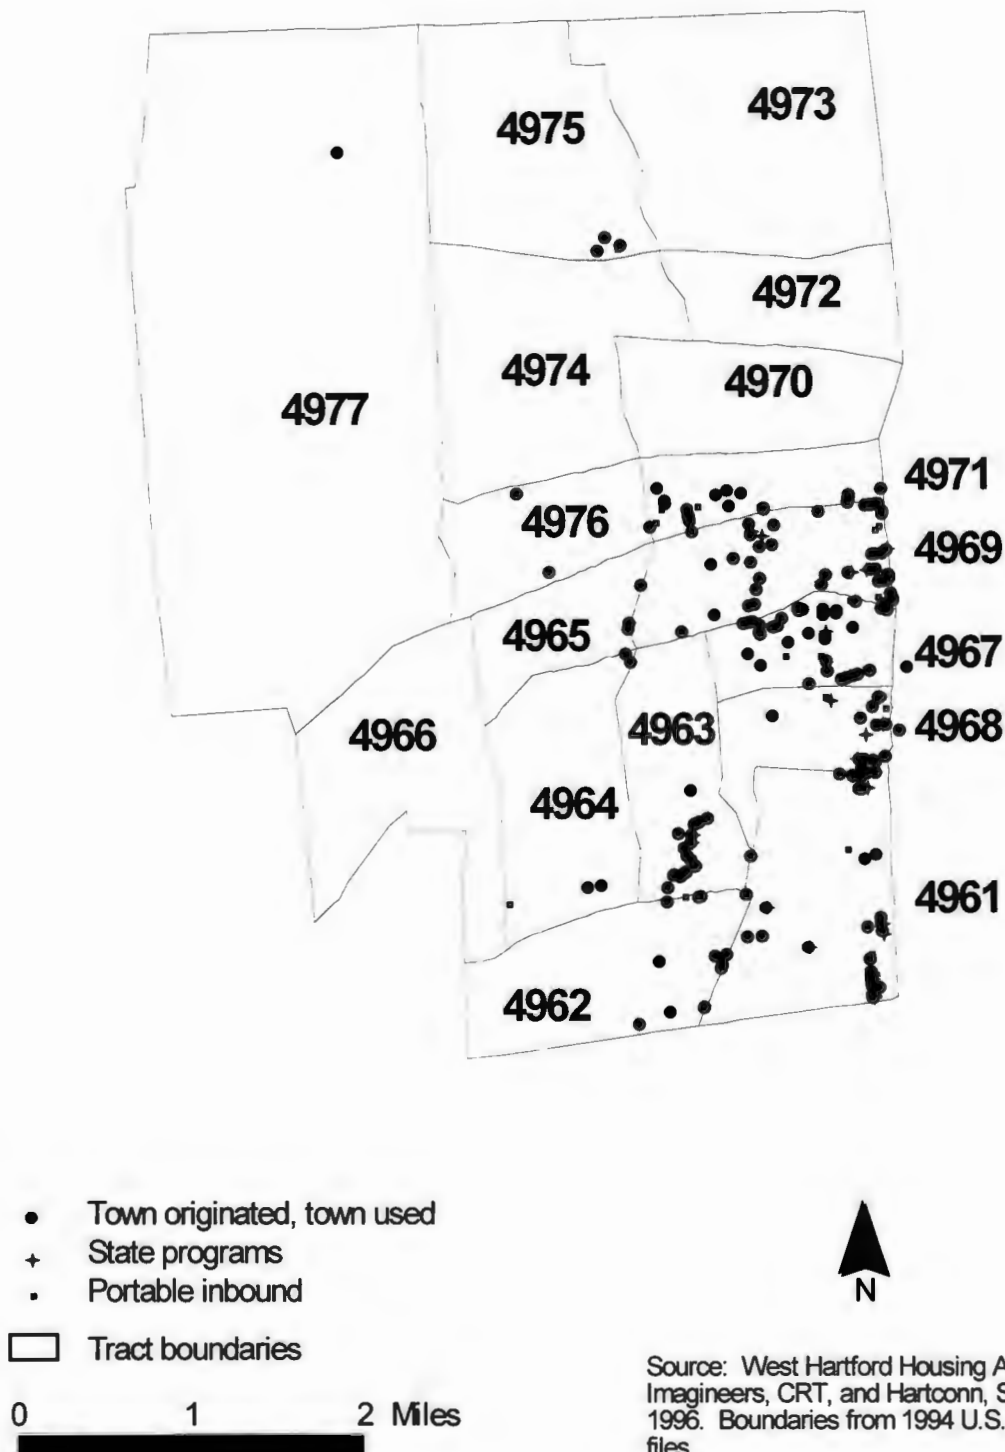 4973
4975
4972
4974
4970
4977
4971
4976
4969
4965
4967
4966
4963
4968
4964
4961
4962
Town originated, town used
State programs
Portable inbound
Tract boundaries
N
0 1 2 Miles
Source: West Hartford Housing
Imagineers, CRT, and Hartconn,
1996. Boundaries from 1994 U.S.
files